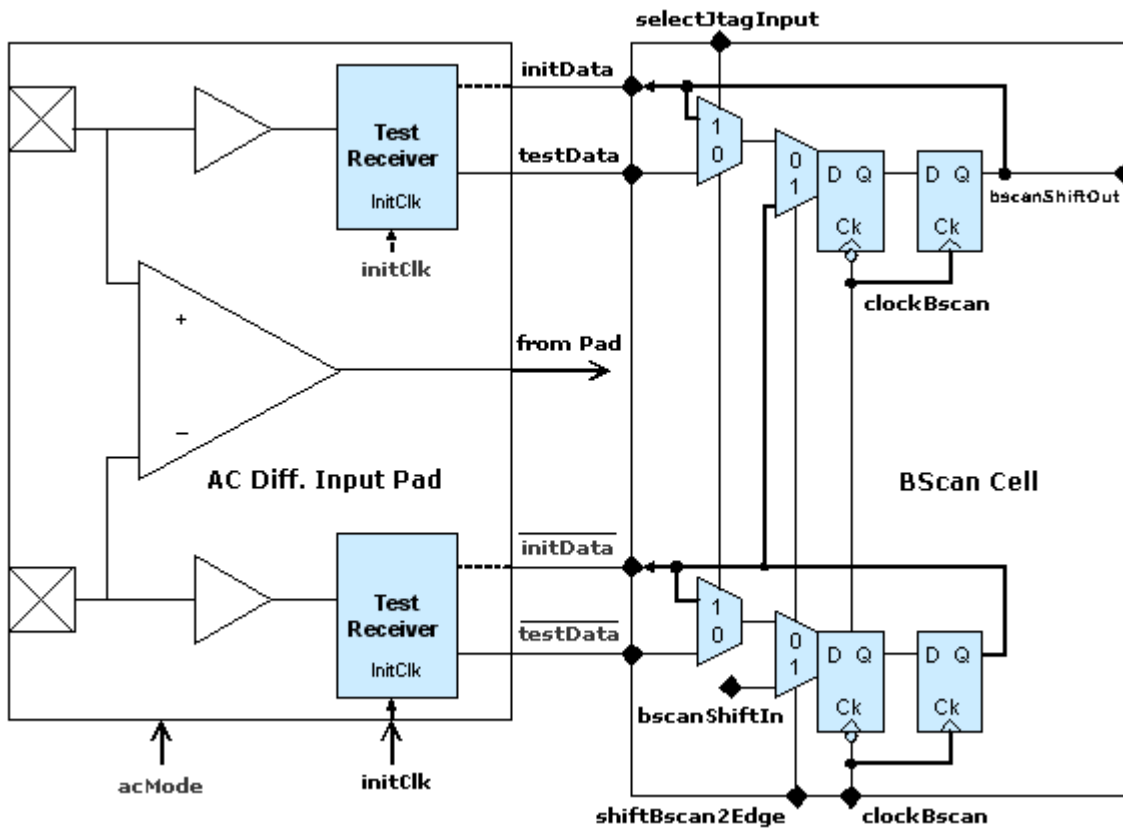 selectJtagInput
initData
1
0
Test
Receiver
InitClk
testData
0
1
D Q
Ck
D Q
Ck
bscanShiftOut
initClk
clockBscan
+
from Pad
−
AC Diff. Input Pad
BScan Cell
initData
1
0
Test
Receiver
InitClk
testData
0
1
D Q
Ck
D Q
Ck
bscanShiftIn
acMode
initClk
shiftBscan2Edge
clockBscan